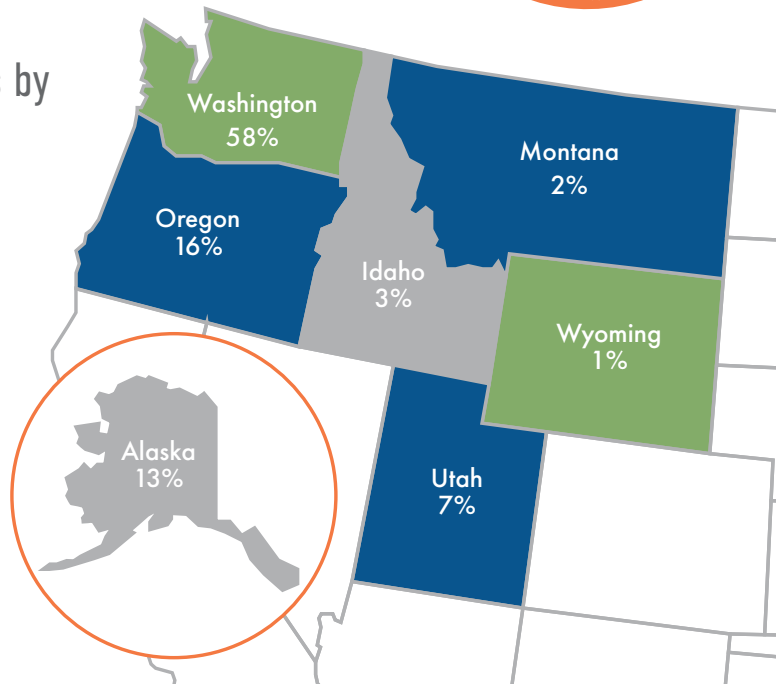 by
Washington
58%
Montana
2%
Oregon
16%
Idaho
3%
Wyoming
1%
Alaska
13%
Utah
7%